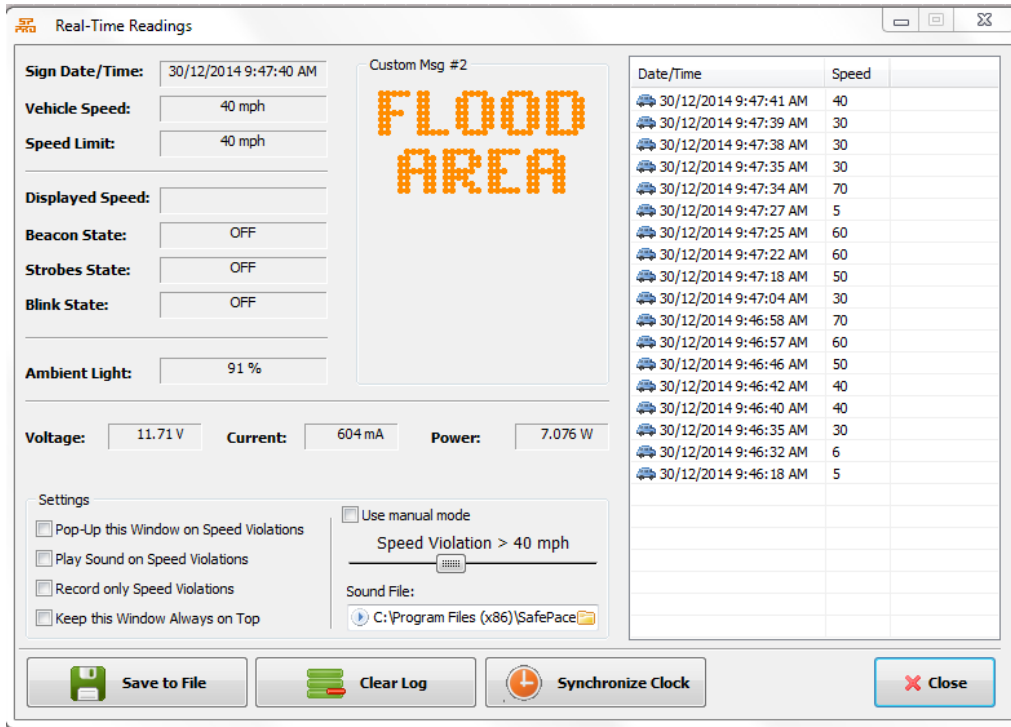 SP PRO Real-Time Readings
Sign Date/Time: 30/12/2014 9:47:40 AM
Vehicle Speed: 40 mph
Speed Limit: 40 mph
Displayed Speed:
Beacon State: OFF
Strobes State: OFF
Blink State: OFF
Ambient Light: 91 %
Custom Msg #2
FLOOD
AREA
Voltage: 11.71 V Current: 604 mA Power: 7.076 W
Settings
Pop-Up this Window on Speed Violations
Play Sound on Speed Violations
Record only Speed Violations
Keep this Window Always on Top
Use manual mode
Speed Violation > 40 mph
Sound File:
C:\Program Files (x86)\SafePace
Date/Time Speed
30/12/2014 9:47:41 AM 40
30/12/2014 9:47:39 AM 30
30/12/2014 9:47:38 AM 30
30/12/2014 9:47:35 AM 30
30/12/2014 9:47:34 AM 70
30/12/2014 9:47:27 AM 5
30/12/2014 9:47:25 AM 60
30/12/2014 9:47:22 AM 60
30/12/2014 9:47:18 AM 50
30/12/2014 9:47:04 AM 30
30/12/2014 9:46:58 AM 70
30/12/2014 9:46:57 AM 60
30/12/2014 9:46:46 AM 50
30/12/2014 9:46:42 AM 40
30/12/2014 9:46:40 AM 40
30/12/2014 9:46:35 AM 30
30/12/2014 9:46:32 AM 6
30/12/2014 9:46:18 AM 5
Save to File Clear Log Synchronize Clock Close